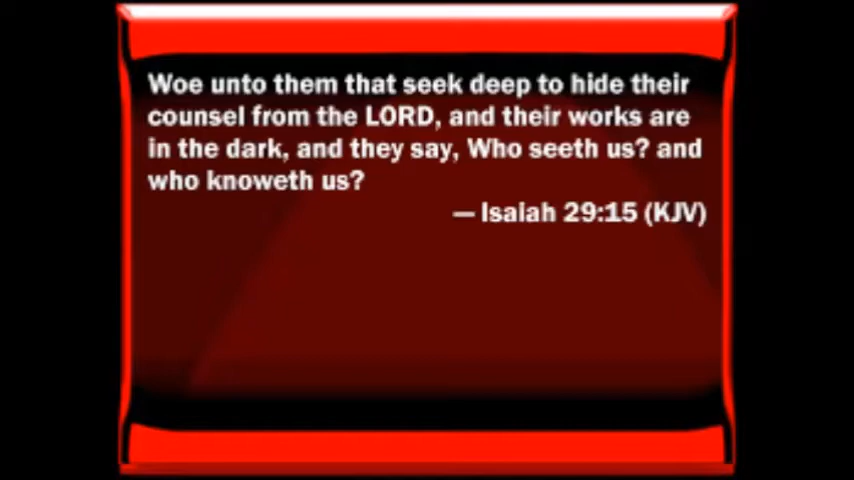 Woe unto them that seek deep to hide their
counsel from the LORD, and their works are
in the dark, and they say, Who seeth us? and
who knoweth us?
— Isaiah 29:15 (KJV)